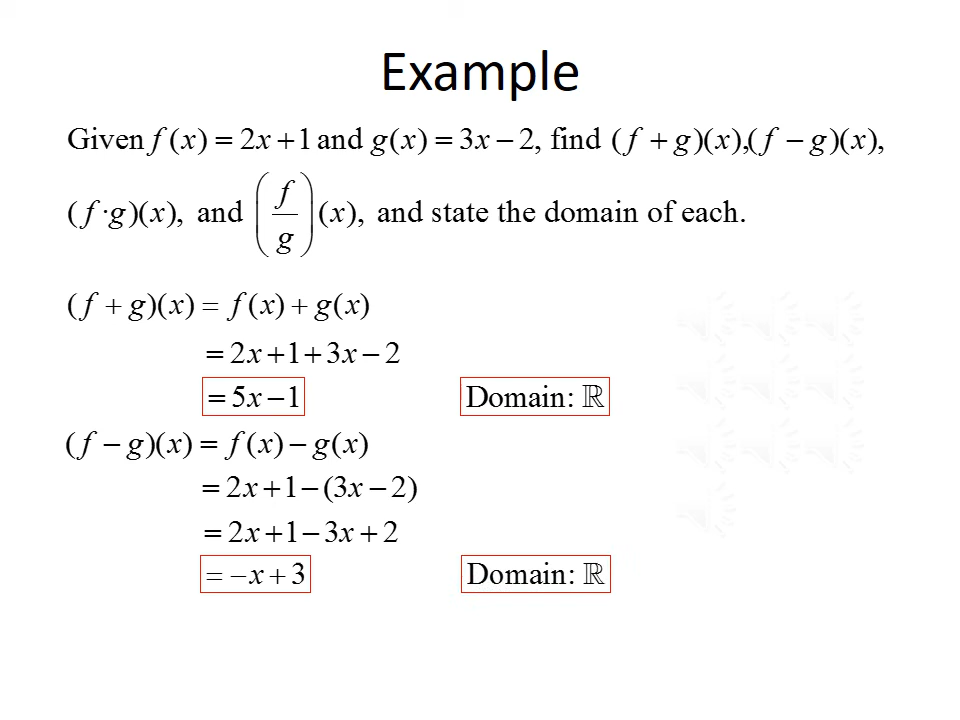 Example
Given f(x) = 2x + 1 and g(x) = 3x − 2, find (f + g)(x),(f − g)(x),
(f · g)(x), and (f/g)(x), and state the domain of each.
(f + g)(x) = f(x) + g(x)
= 2x + 1 + 3x − 2
= 5x − 1 Domain: ℝ
(f − g)(x) = f(x) − g(x)
= 2x + 1 − (3x − 2)
= 2x + 1 − 3x + 2
= −x + 3 Domain: ℝ